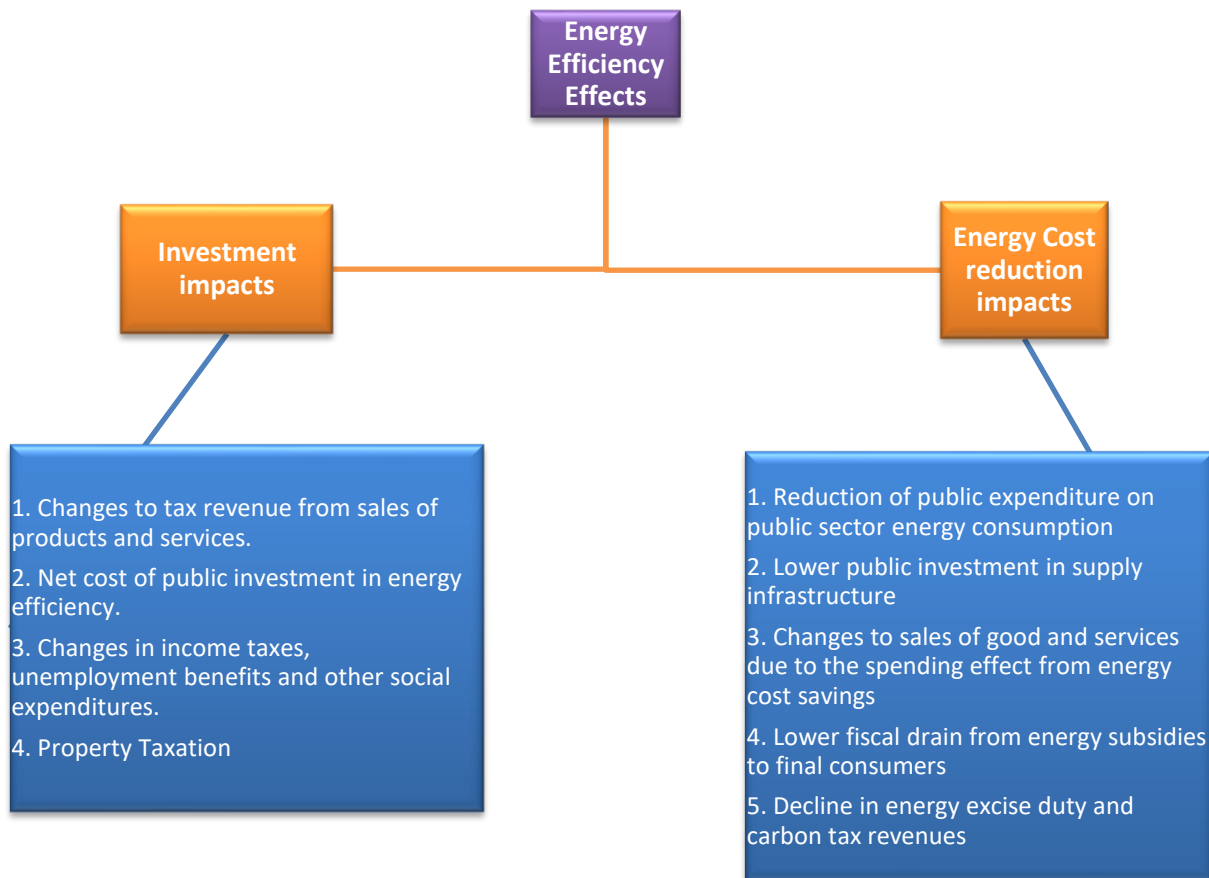 Energy
Efficiency
Effects
Investment
impacts
Energy Cost
reduction
impacts
1. Changes to tax revenue from sales of
products and services.
2. Net cost of public investment in energy
efficiency.
3. Changes in income taxes,
unemployment benefits and other social
expenditures.
4. Property Taxation
1. Reduction of public expenditure on
public sector energy consumption
2. Lower public investment in supply
infrastructure
3. Changes to sales of good and services
due to the spending effect from energy
cost savings
4. Lower fiscal drain from energy subsidies
to final consumers
5. Decline in energy excise duty and
carbon tax revenues